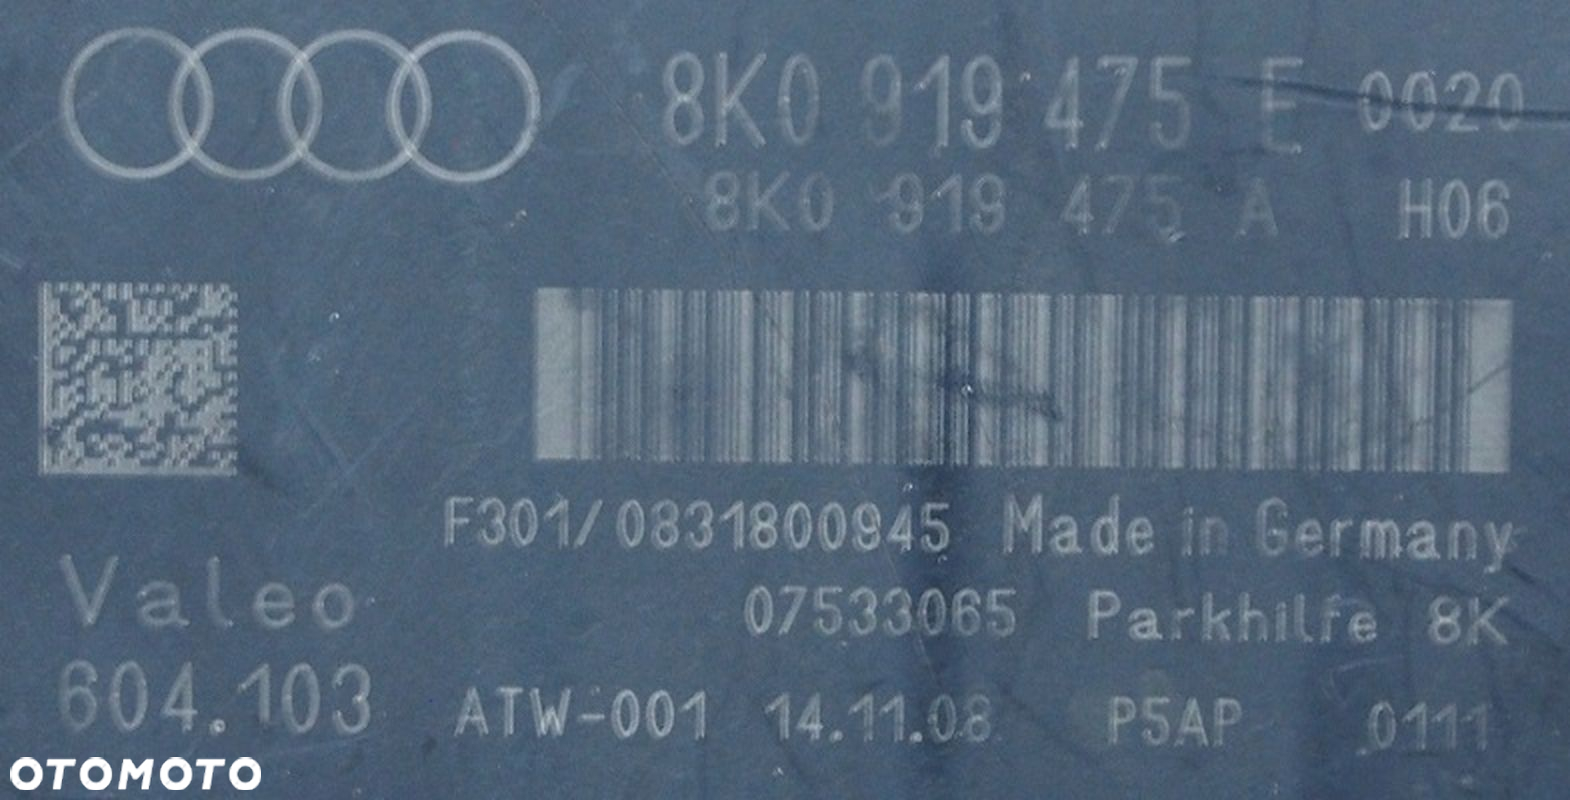 8K0 919 475 E 0020
8K0 919 475 A H06
F301/0831800945 Made in Germany
Valeo 07533065 Parkhilfe 8K
604.103 ATW-001 14.11.08 P5AP 0111
OTOMOTO